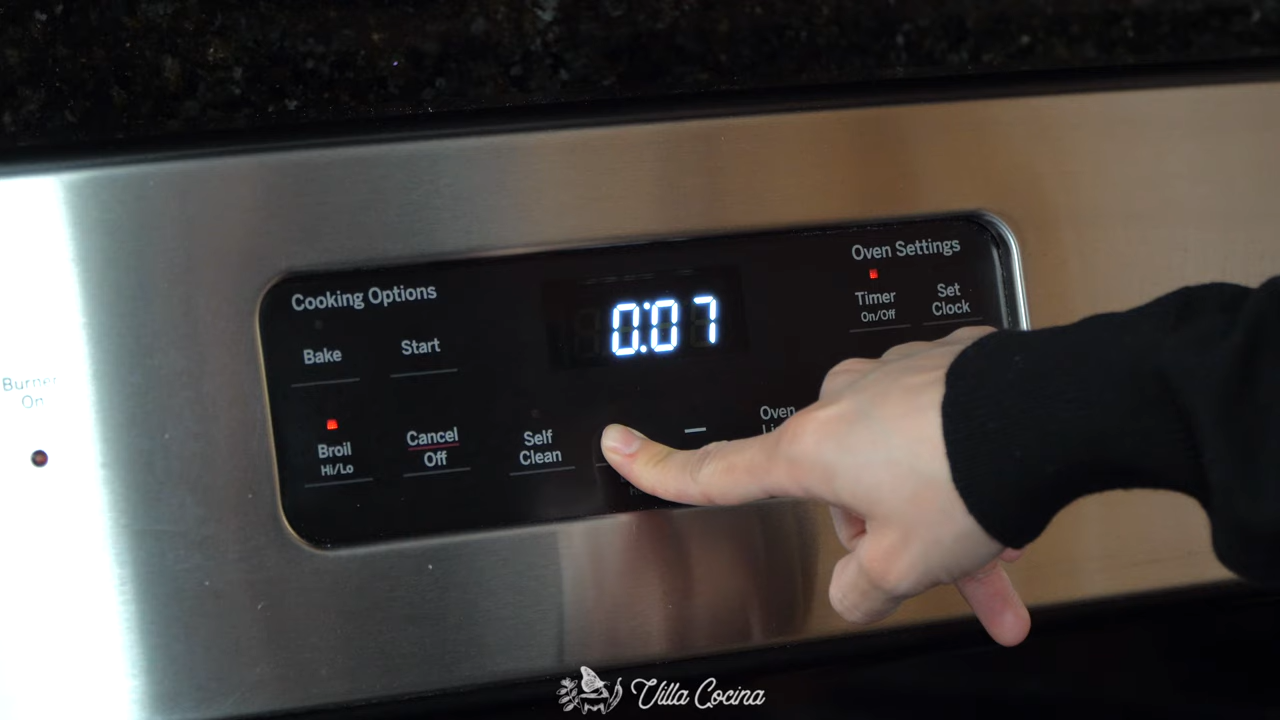 Cooking Options
Oven Settings
0:07
Timer
On/Off
Set
Clock
Bake
Start
Burner
On
Broil
Hi/Lo
Cancel
Off
Self
Clean
Oven
Villa Cocina